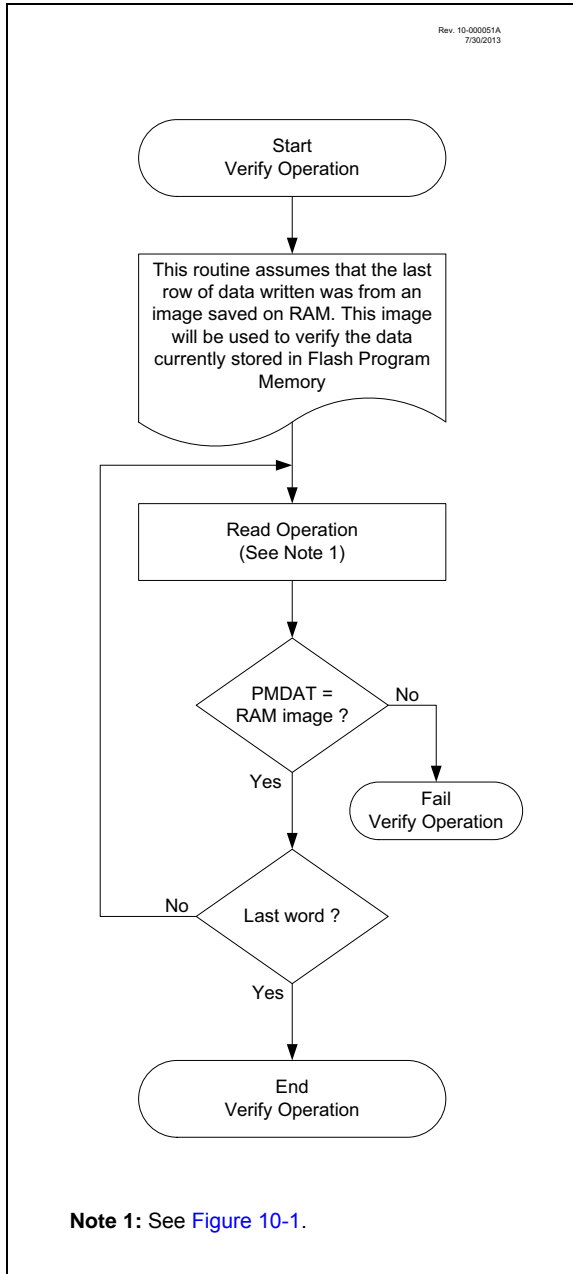 Rev. 10-000051A
7/30/2013
Start
Verify Operation
This routine assumes that the last
row of data written was from an
image saved on RAM. This image
will be used to verify the data
currently stored in Flash Program
Memory
Read Operation
(See Note 1)
PMDAT =
RAM image ?
No
Yes
Fail
Verify Operation
Last word ?
No
Yes
End
Verify Operation
Note 1: See Figure 10-1.